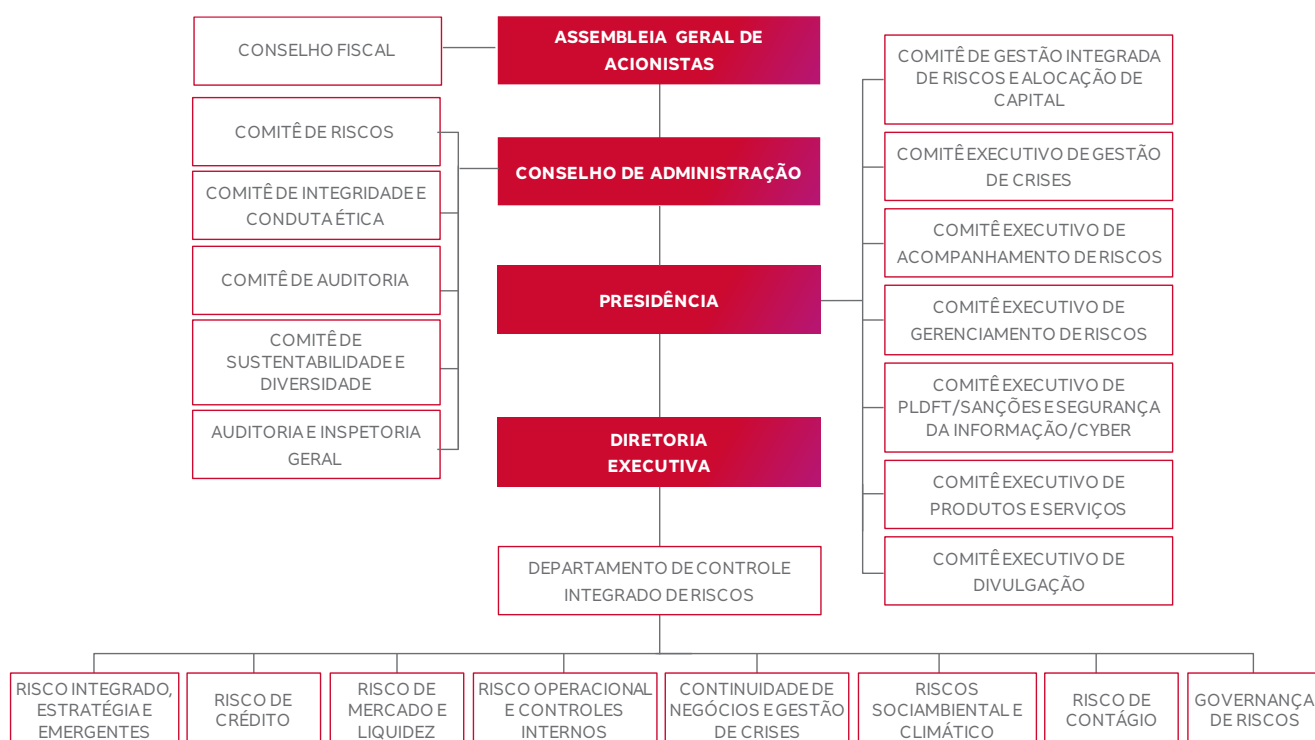 CONSELHO FISCAL
ASSEMBLEIA GERAL DE
ACIONISTAS
COMITÊ DE RISCOS
COMITÊ DE INTEGRIDADE E
CONDUTA ÉTICA
COMITÊ DE AUDITORIA
COMITÊ DE
SUSTENTABILIDADE E
DIVERSIDADE
AUDITORIA E INSPETORIA
GERAL
CONSELHO DE ADMINISTRAÇÃO
PRESIDÊNCIA
DIRETORIA
EXECUTIVA
COMITÊ DE GESTÃO INTEGRADA
DE RISCOS E ALOCAÇÃO DE
CAPITAL
COMITÊ EXECUTIVO DE GESTÃO
DE CRISES
COMITÊ EXECUTIVO DE
ACOMPANHAMENTO DE RISCOS
COMITÊ EXECUTIVO DE
GERENCIAMENTO DE RISCOS
COMITÊ EXECUTIVO DE
PLDFT/SANÇÕES E SEGURANÇA
DA INFORMAÇÃO/CYBER
COMITÊ EXECUTIVO DE
PRODUTOS E SERVIÇOS
COMITÊ EXECUTIVO DE
DIVULGAÇÃO
DEPARTAMENTO DE CONTROLE
INTEGRADO DE RISCOS
RISCO INTEGRADO,
ESTRATÉGIA E
EMERGENTES
RISCO DE
CRÉDITO
RISCO DE
MERCADO E
LIQUIDEZ
RISCO OPERACIONAL
E CONTROLES
INTERNOS
CONTINUIDADE DE
NEGÓCIOS E GESTÃO
DE CRISES
RISCOS
SOCIAMBIENTAL E
CLIMÁTICO
RISCO DE
CONTÁGIO
GOVERNANÇA
DE RISCOS